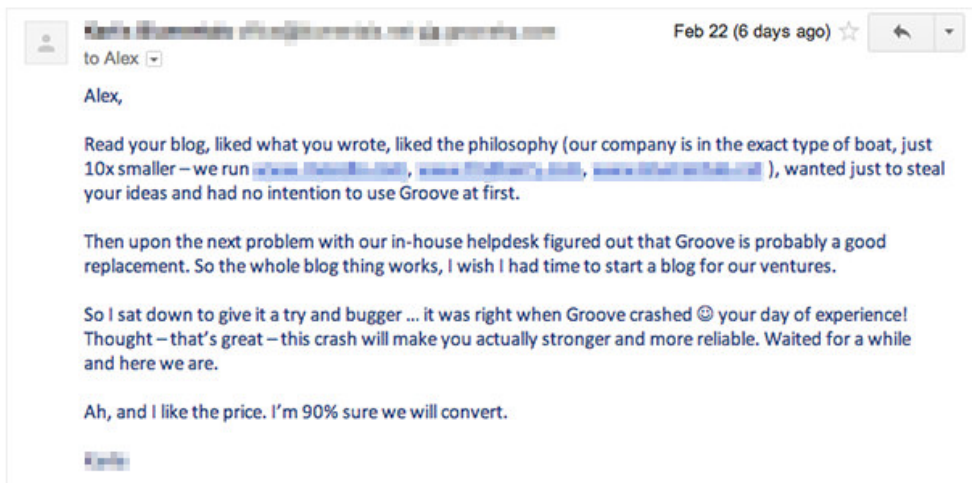 Feb 22 (6 days ago)
to Alex
Alex,
Read your blog, liked what you wrote, liked the philosophy (our company is in the exact type of boat, just
10x smaller – we run , , ), wanted just to steal
your ideas and had no intention to use Groove at first.
Then upon the next problem with our in-house helpdesk figured out that Groove is probably a good
replacement. So the whole blog thing works, I wish I had time to start a blog for our ventures.
So I sat down to give it a try and bugger ... it was right when Groove crashed ☺ your day of experience!
Thought – that's great – this crash will make you actually stronger and more reliable. Waited for a while
and here we are.
Ah, and I like the price. I'm 90% sure we will convert.